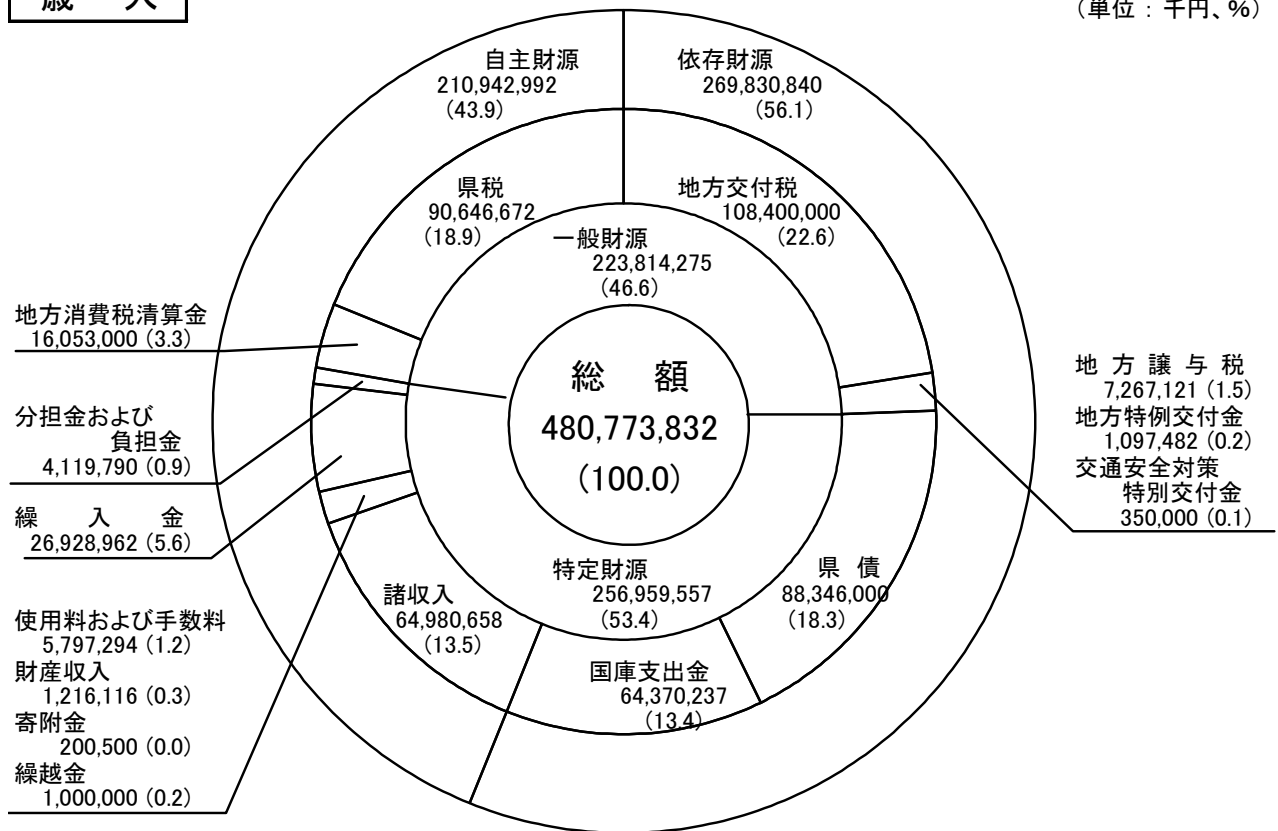 歳　入
（単位：千円、%）
自主財源
210,942,992
（43.9）
依存財源
269,830,840
（56.1）
県税
90,646,672
（18.9）
地方交付税
108,400,000
（22.6）
一般財源
223,814,275
（46.6）
総　額
480,773,832
（100.0）
地方消費税清算金
16,053,000（3.3）
分担金および
負担金
4,119,790（0.9）
繰　入　金
26,928,962（5.6）
使用料および手数料
5,797,294（1.2）
財産収入
1,216,116（0.3）
寄附金
200,500（0.0）
繰越金
1,000,000（0.2）
地 方 譲 与 税
7,267,121（1.5）
地方特例交付金
1,097,482（0.2）
交通安全対策
特別交付金
350,000（0.1）
特定財源
256,959,557
（53.4）
諸収入
64,980,658
（13.5）
県 債
88,346,000
（18.3）
国庫支出金
64,370,237
（13.4）